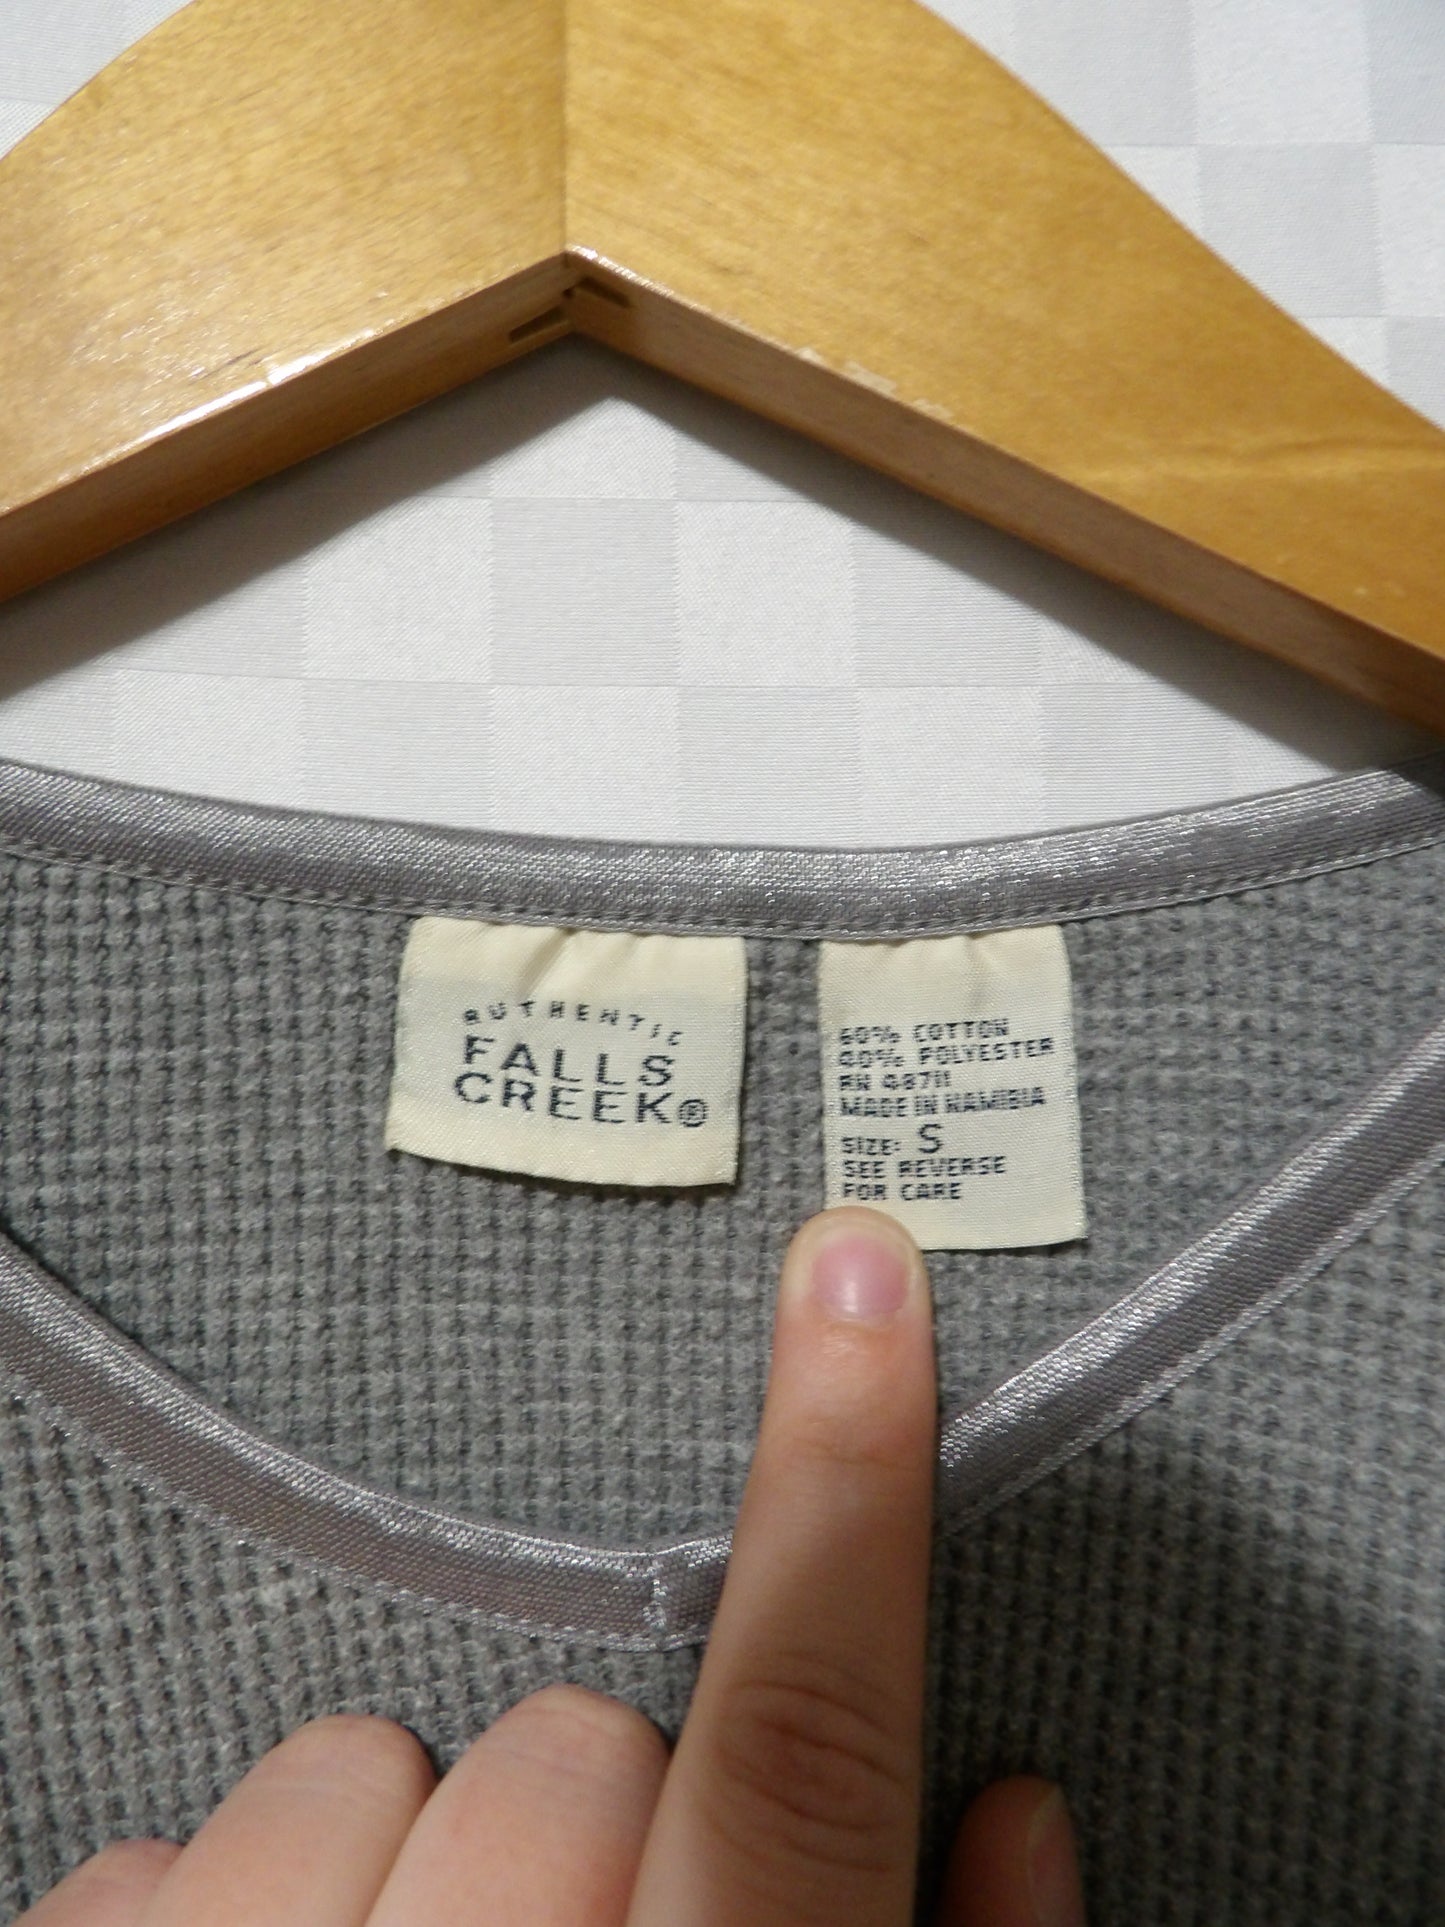 AUTHENTIC
FALLS
CREEK®
60% COTTON
40% POLYESTER
RN 48711
MADE IN NAMIBIA
SIZE: S
SEE REVERSE
FOR CARE